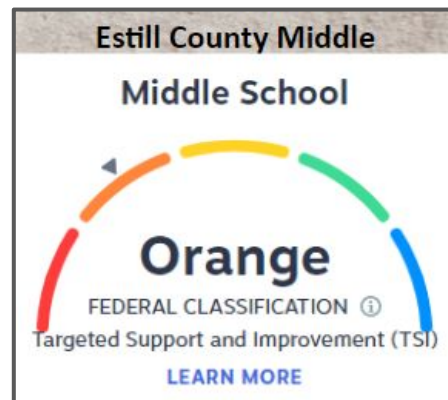 Estill County Middle
Middle School
Orange
FEDERAL CLASSIFICATION ⓘ
Targeted Support and Improvement (TSI)
LEARN MORE